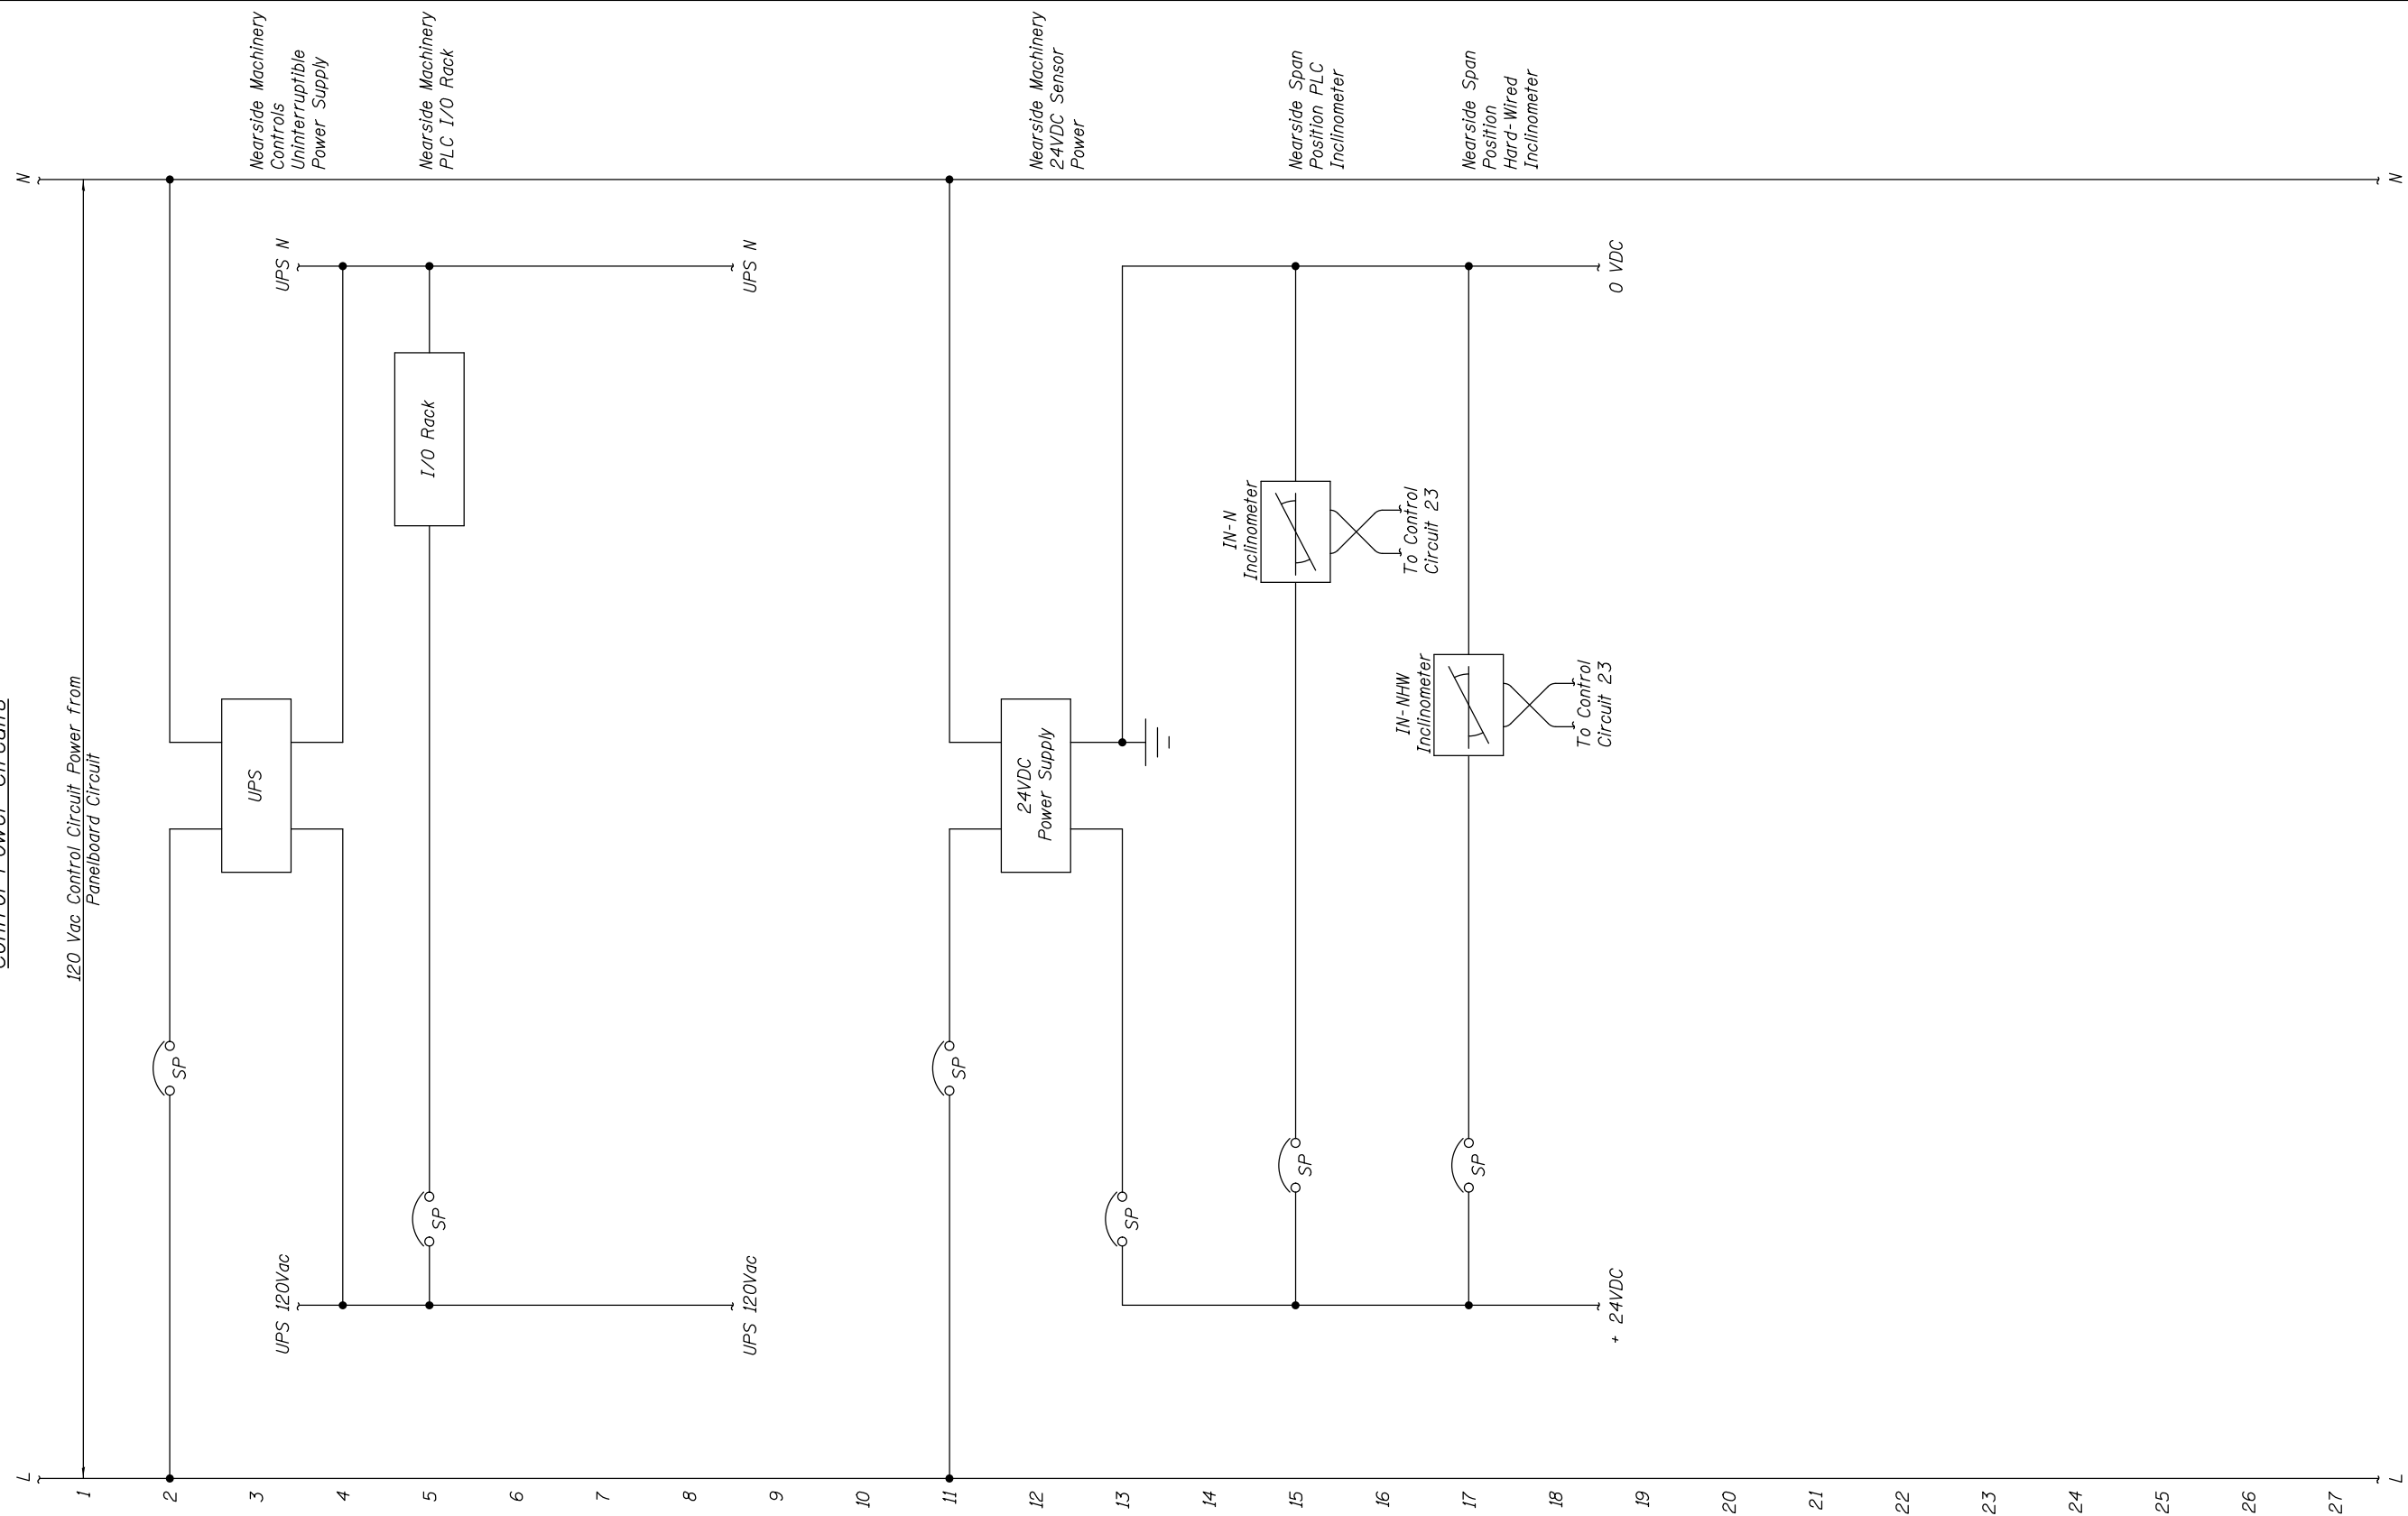 Control Power Circuits
L
N
1
120 Vac Control Circuit Power from
Panelboard Circuit
2
SP
3
UPS
Nearside Machinery
Controls
Uninterruptible
Power Supply
UPS 120Vac
UPS N
4
5
SP
I/O Rack
Nearside Machinery
PLC I/O Rack
6
7
8
UPS 120Vac
UPS N
9
10
11
SP
12
24VDC
Power Supply
Nearside Machinery
24VDC Sensor
Power
13
SP
14
IN-N
Inclinometer
15
SP
Nearside Span
Position PLC
Inclinometer
16
To Control
Circuit 23
IN-NHW
Inclinometer
17
SP
Nearside Span
Position
Hard-Wired
Inclinometer
18
To Control
Circuit 23
+ 24VDC
0 VDC
19
20
21
22
23
24
25
26
27
L
N